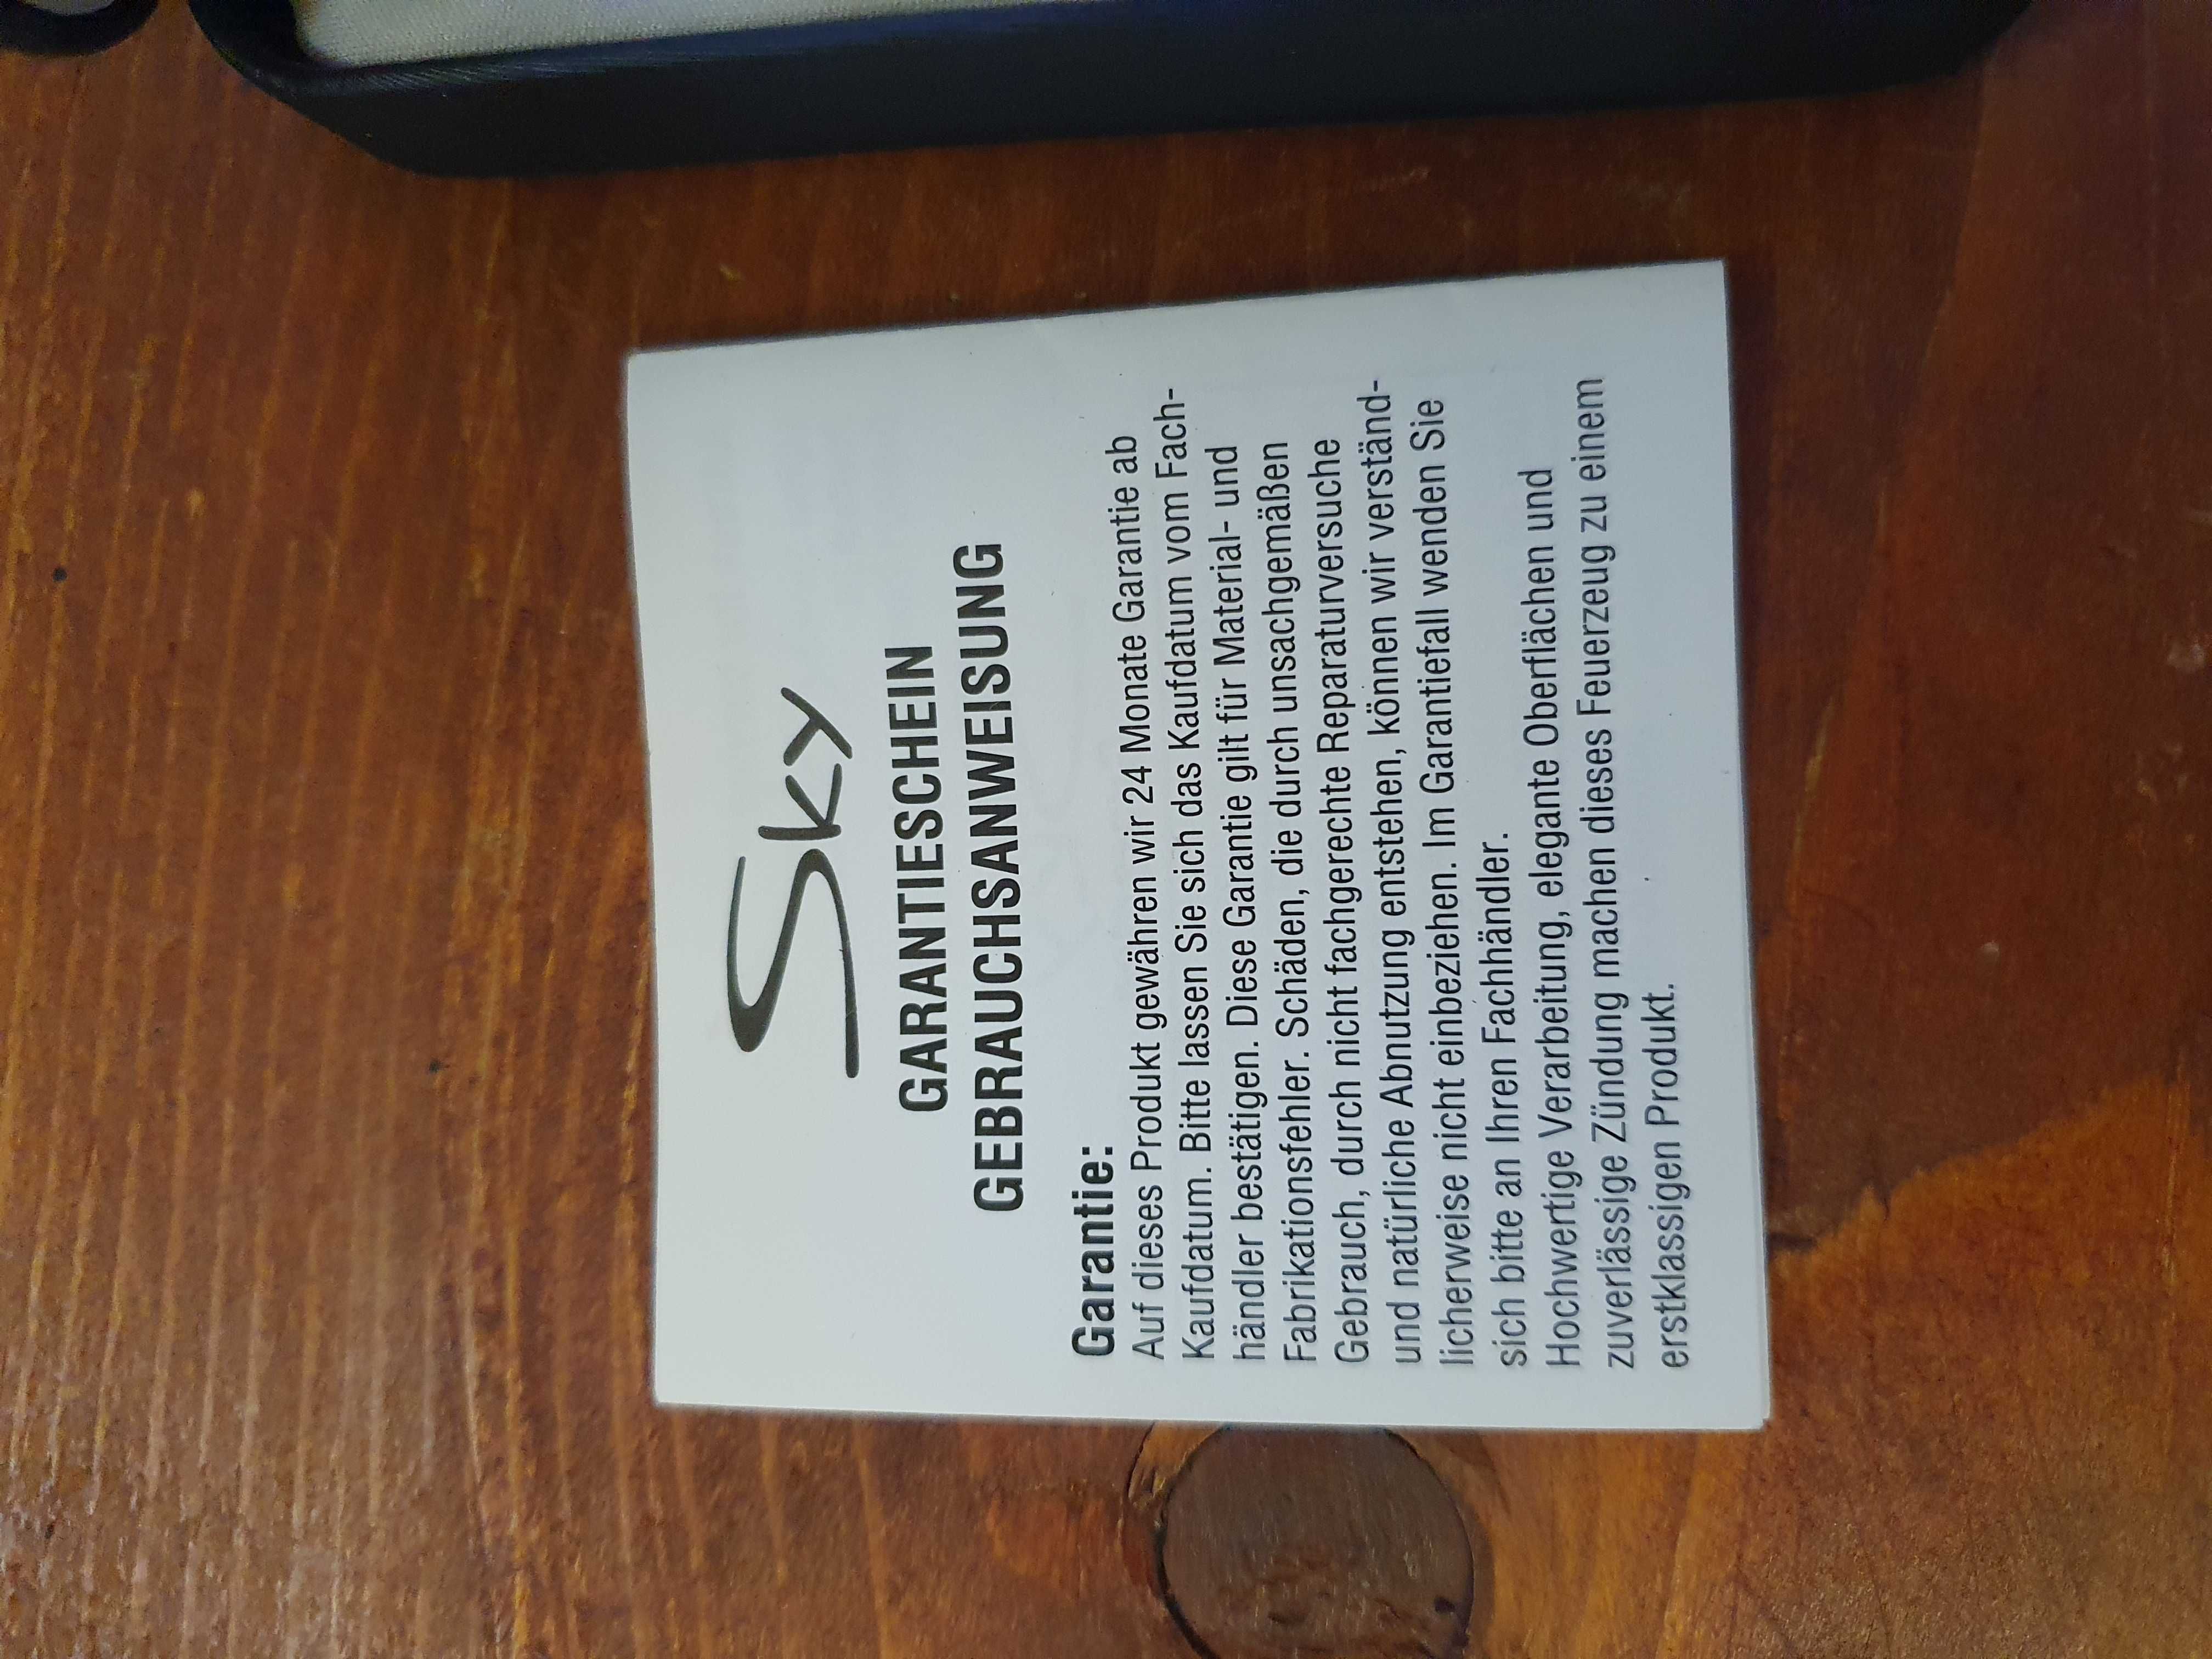 Sky
GARANTIESCHEIN
GEBRAUCHSANWEISUNG
Garantie:
Auf dieses Produkt gewähren wir 24 Monate Garantie ab
Kaufdatum. Bitte lassen Sie sich das Kaufdatum vom Fach-
händler bestätigen. Diese Garantie gilt für Material- und
Fabrikationsfehler. Schäden, die durch unsachgemäßen
Gebrauch, durch nicht fachgerechte Reparaturversuche
und natürliche Abnutzung entstehen, können wir verständ-
licherweise nicht einbeziehen. Im Garantiefall wenden Sie
sich bitte an Ihren Fachhändler.
Hochwertige Verarbeitung, elegante Oberflächen und
zuverlässige Zündung machen dieses Feuerzeug zu einem
erstklassigen Produkt.